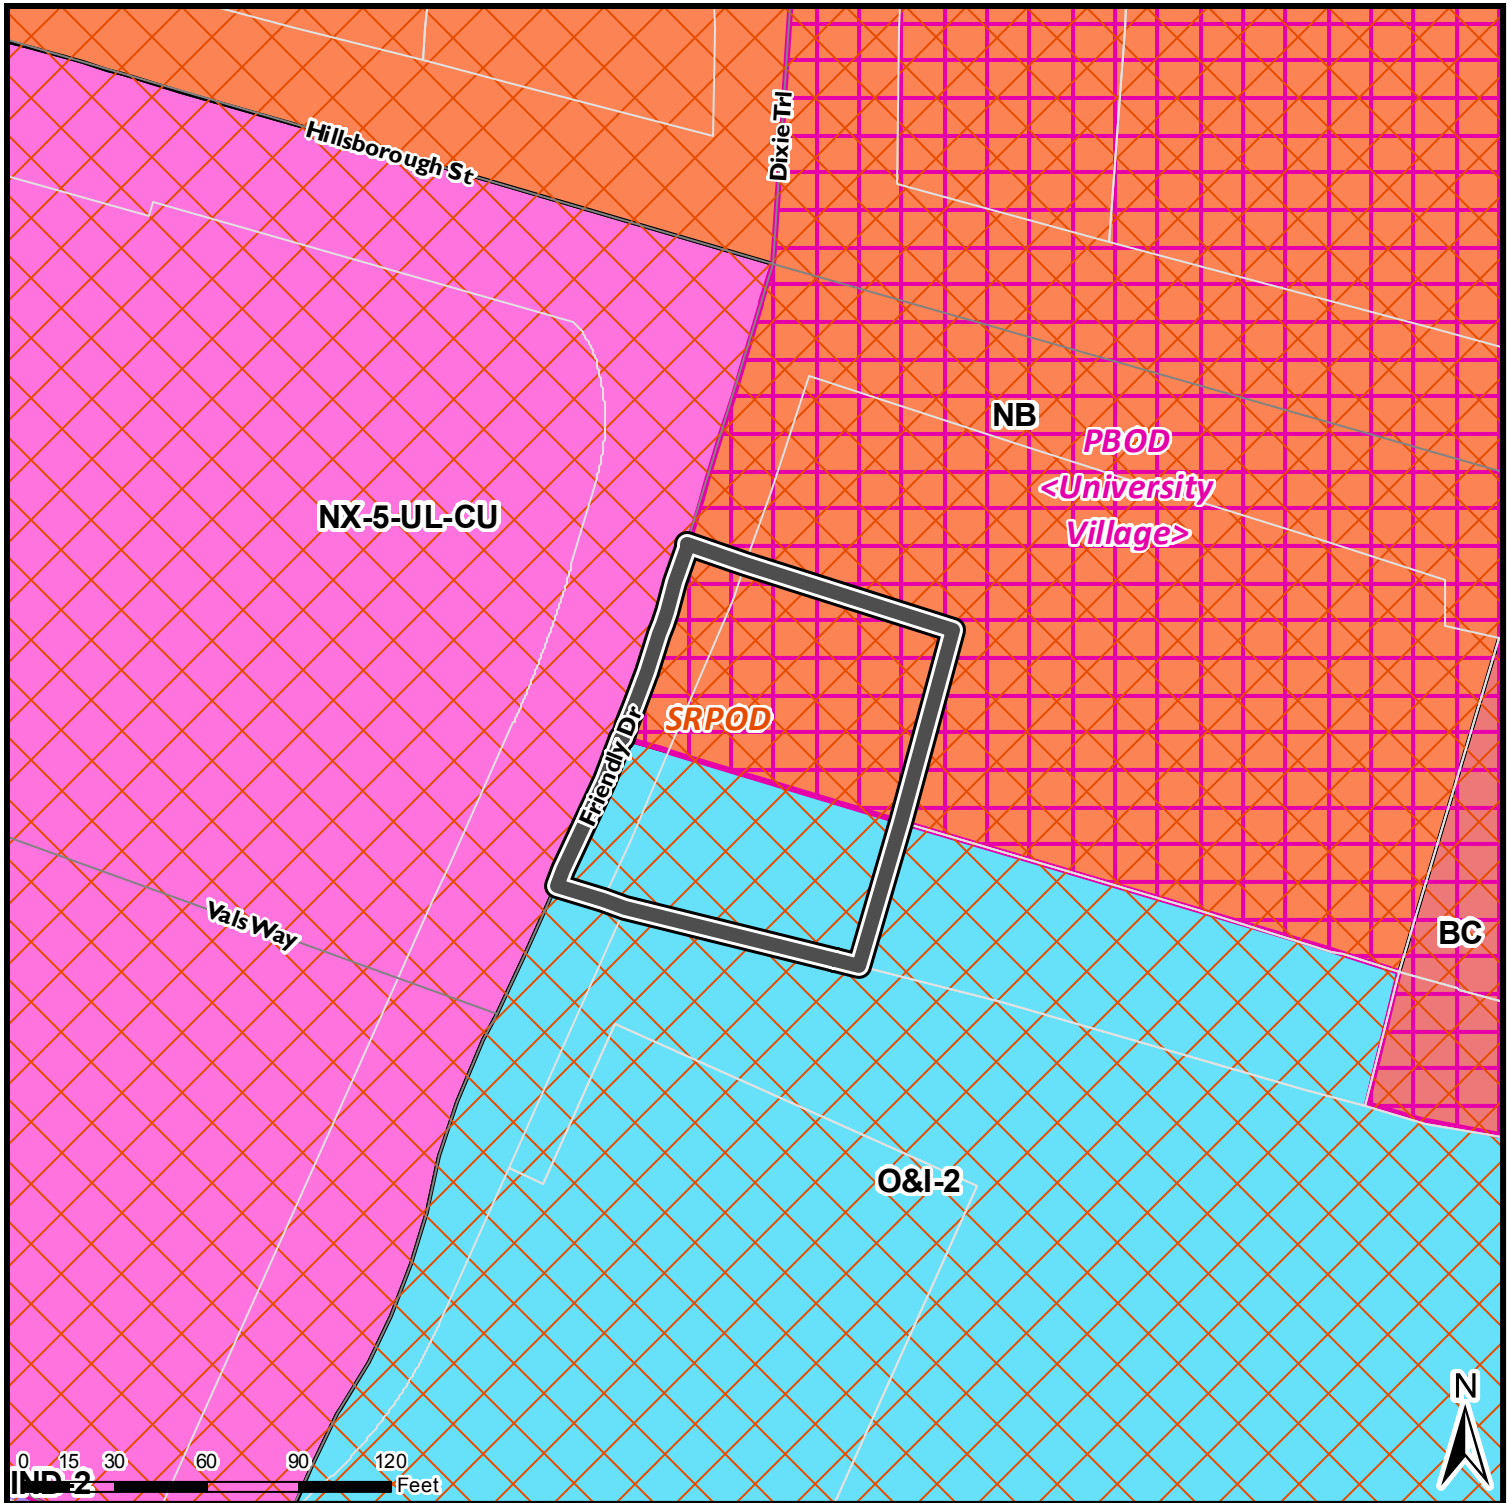 Dixie Trl
Hillsborough St
NB
PBOD
<University
Village>
NX-5-UL-CU
SRPOD
Friendly Dr
Vals Way
BC
O&I-2
N
0 15 30 60 90 120
Feet
IND-2